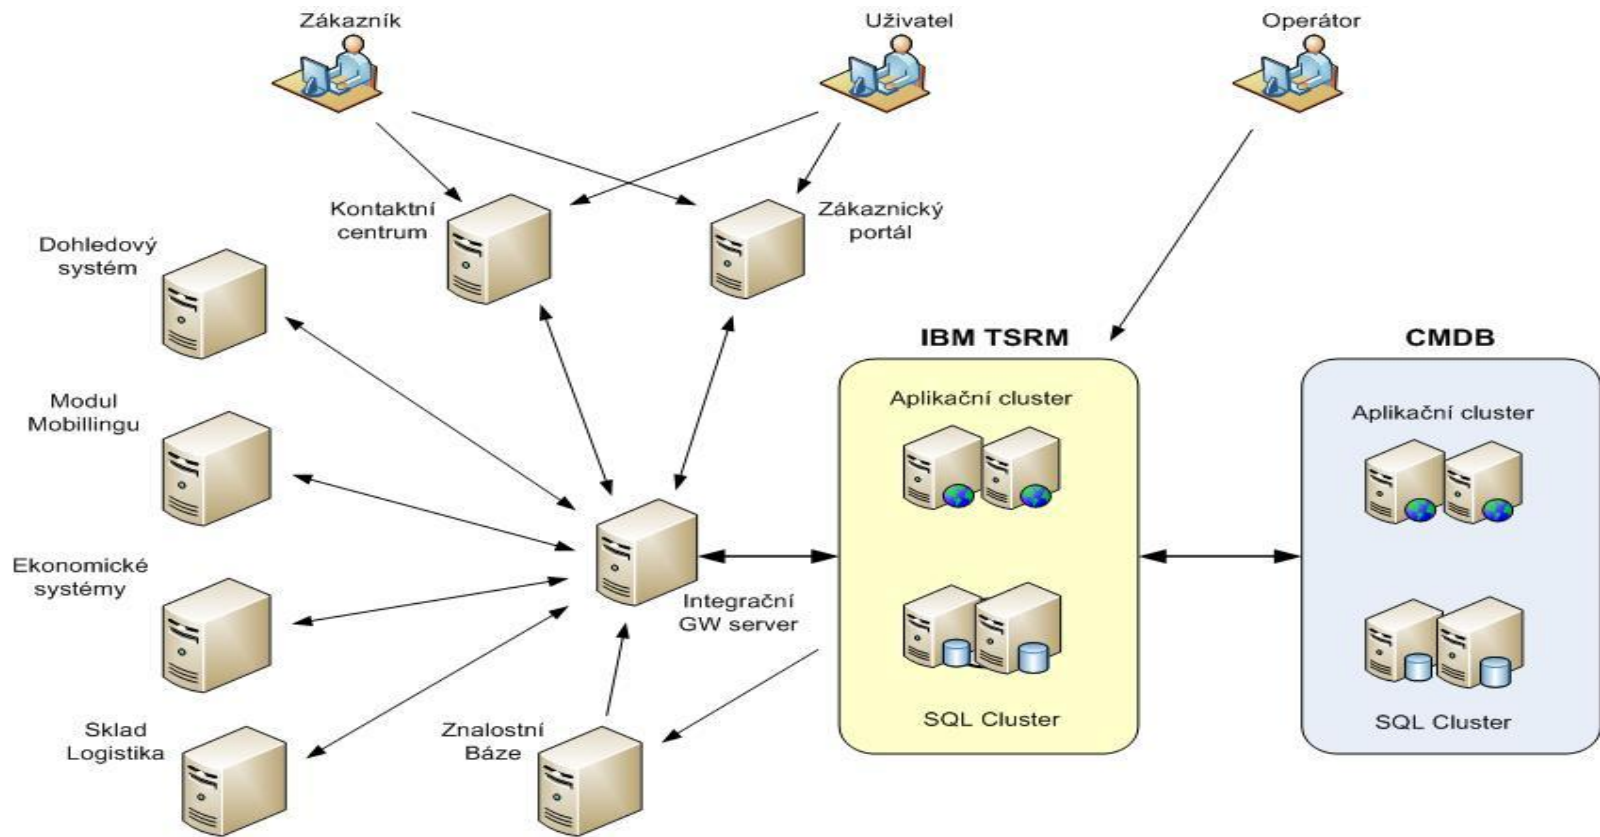 Zákazník
Uživatel
Operátor
Kontaktní
centrum
Zákaznický
portál
Dohledový
systém
IBM TSRM
CMDB
Modul
Mobillingu
Aplikační cluster
Aplikační cluster
Ekonomické
systémy
Integrační
GW server
Sklad
Logistika
Znalostní
Báze
SQL Cluster
SQL Cluster